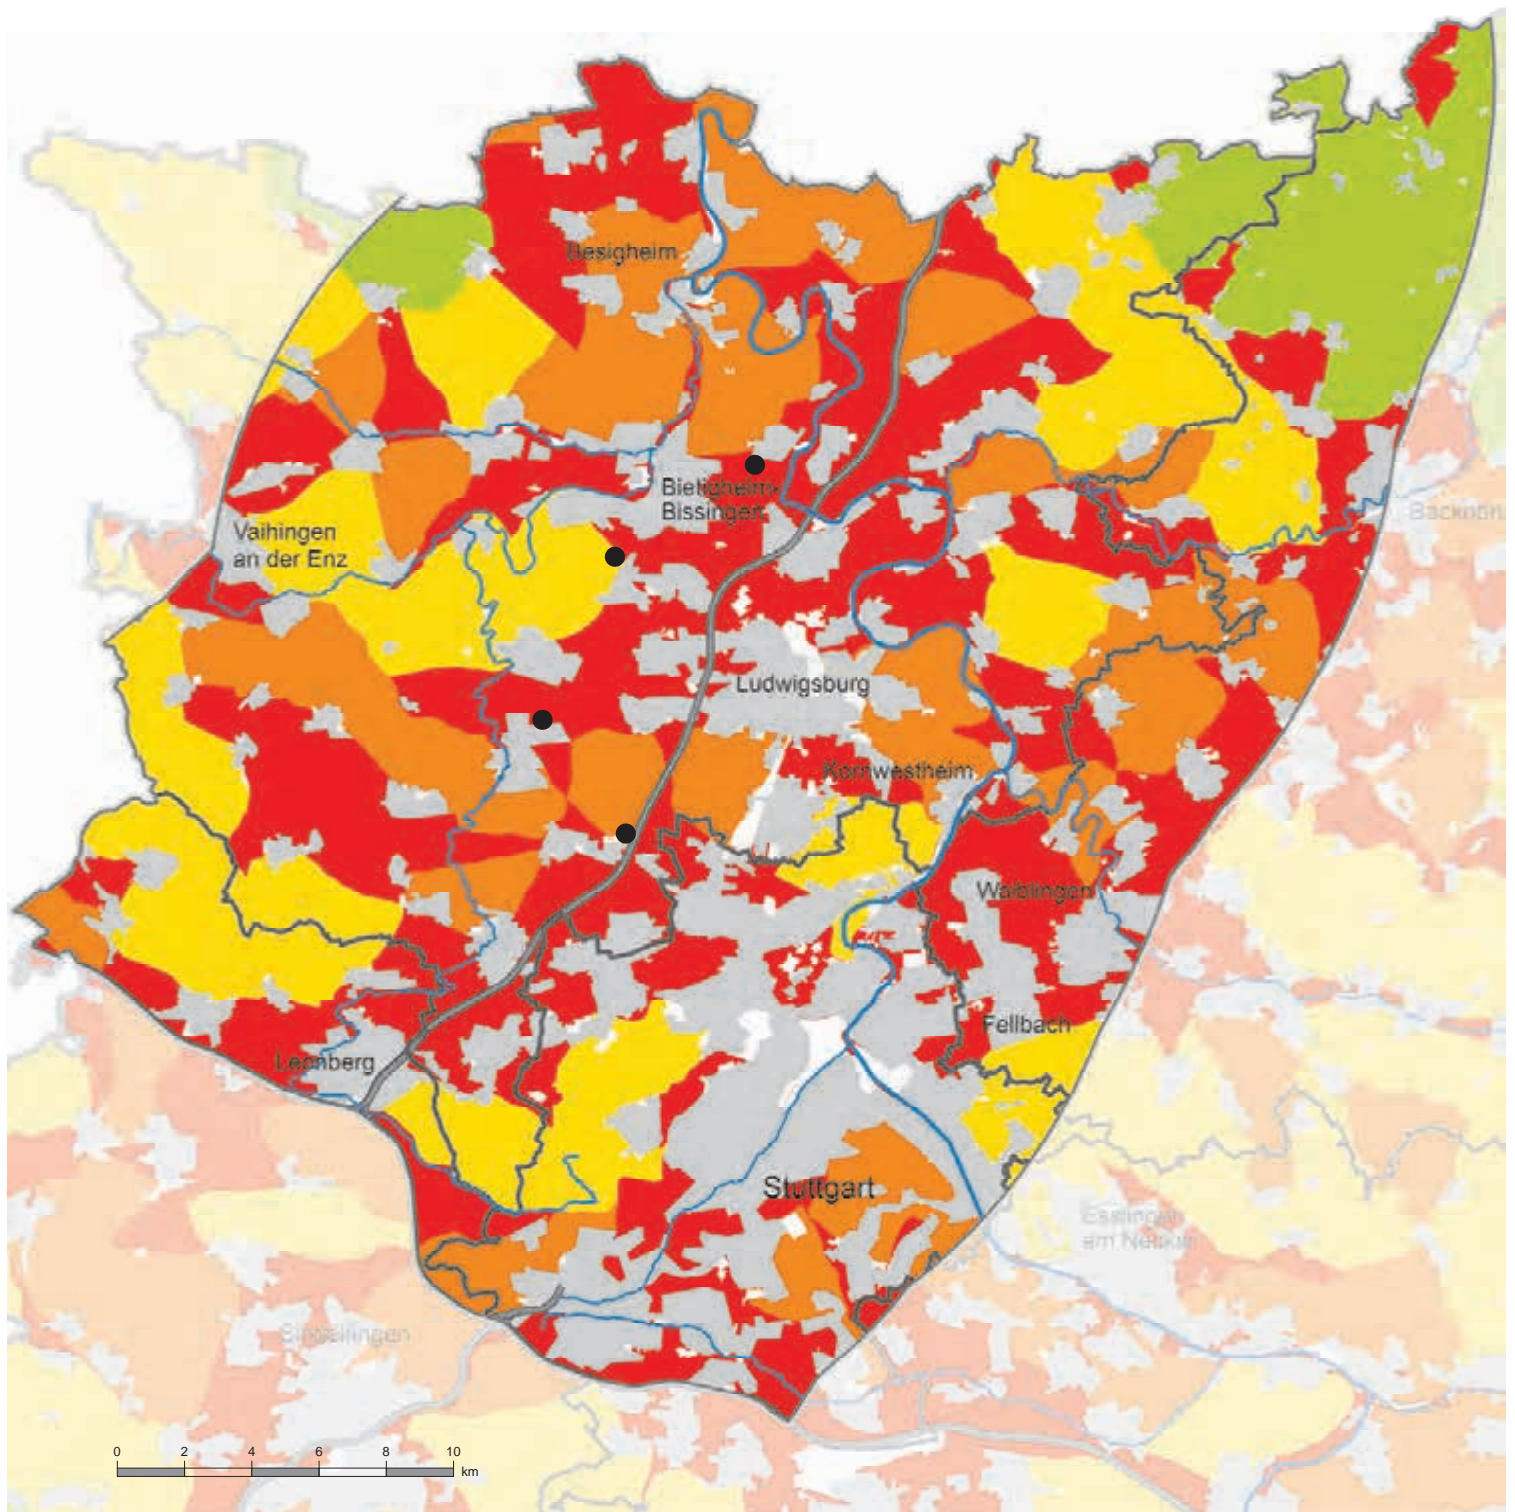 Besigheim
Bietigheim-
Bissingen
Vaihingen
an der Enz
Backnang
Ludwigsburg
Kornwestheim
Waiblingen
Fellbach
Leonberg
Stuttgart
Esslingen
am Neckar
Sindelfingen
0 2 4 6 8 10
km